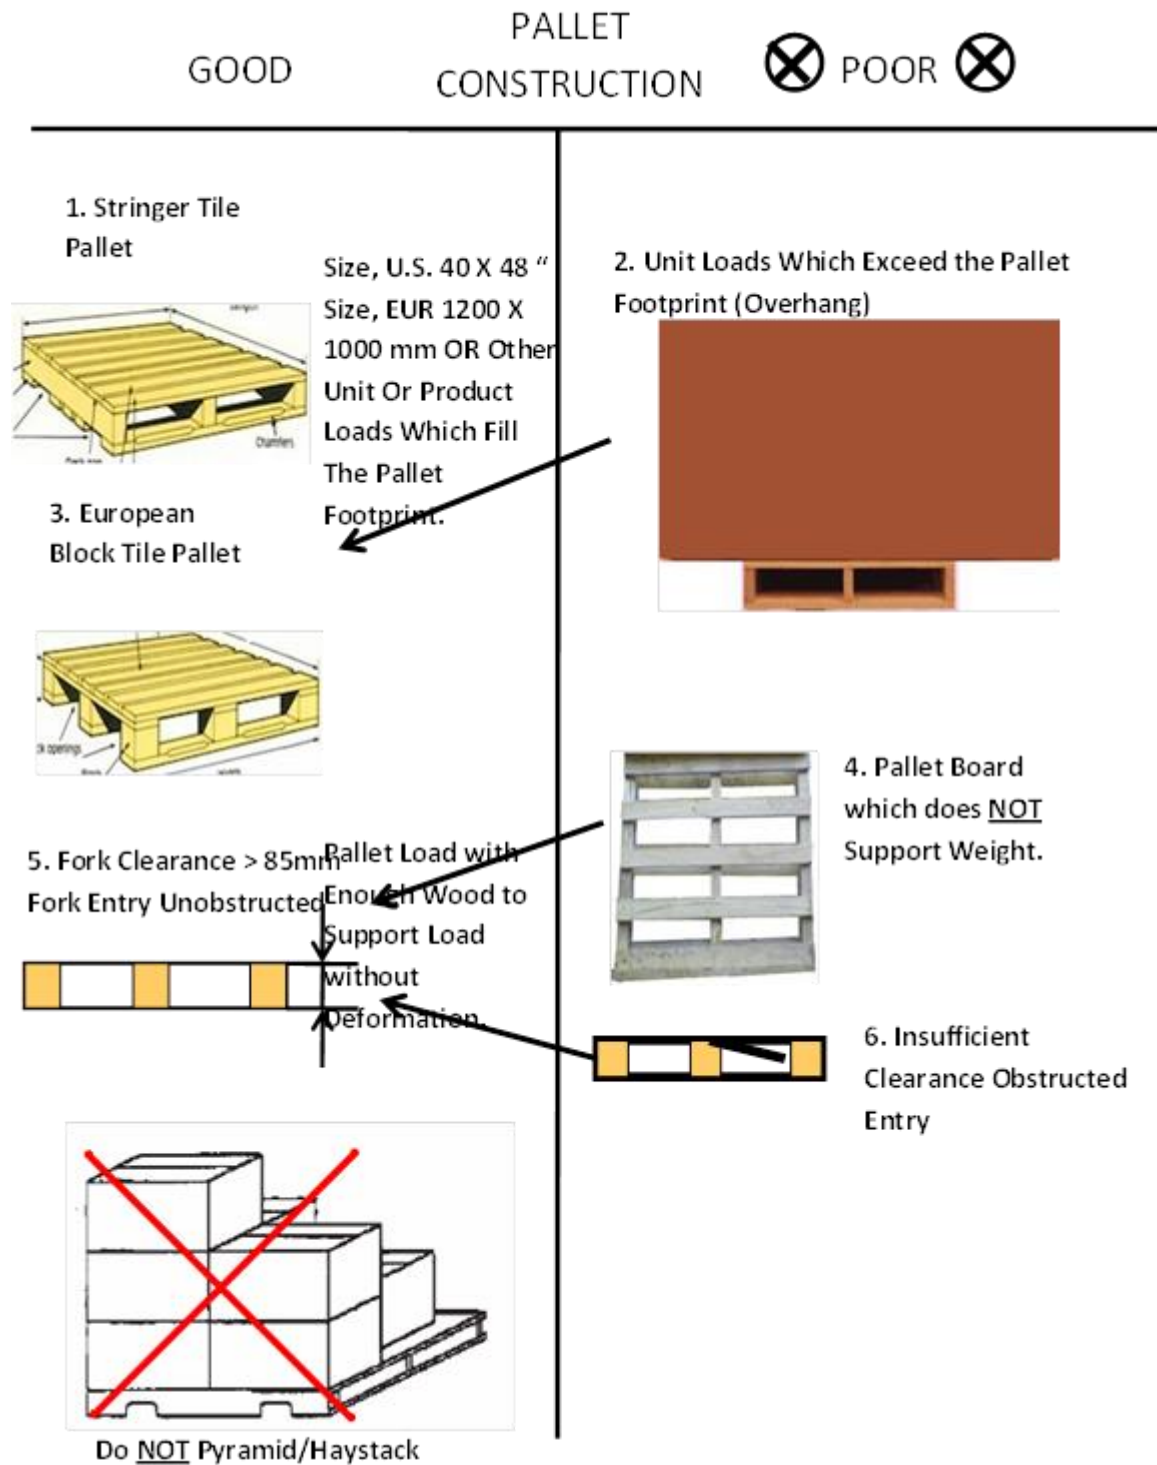 PALLET
CONSTRUCTION
GOOD
POOR
1. Stringer Tile
Pallet
Size, U.S. 40 X 48 “
Size, EUR 1200 X
1000 mm OR Other
Unit Or Product
Loads Which Fill
The Pallet
Footprint.
2. Unit Loads Which Exceed the Pallet
Footprint (Overhang)
Chamfers
3. European
Block Tile Pallet
openings
4. Pallet Board
which does NOT
Support Weight.
5. Fork Clearance > 85mm
Fork Entry Unobstructed
Pallet Load with
Enough Wood to
Support Load
without
Deformation.
6. Insufficient
Clearance Obstructed
Entry
Do NOT Pyramid/Haystack